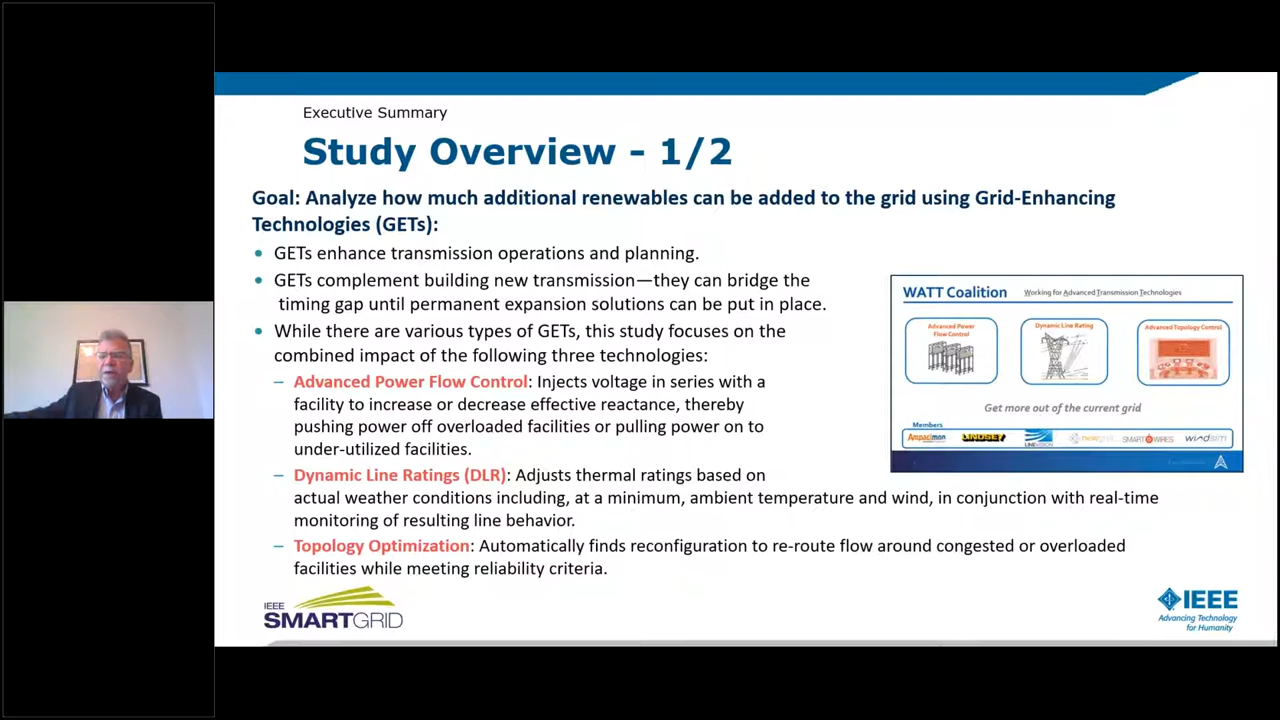 Executive Summary
Study Overview - 1/2
Goal: Analyze how much additional renewables can be added to the grid using Grid-Enhancing
Technologies (GETs):
• GETs enhance transmission operations and planning.
• GETs complement building new transmission—they can bridge the
timing gap until permanent expansion solutions can be put in place.
• While there are various types of GETs, this study focuses on the
combined impact of the following three technologies:
– Advanced Power Flow Control: Injects voltage in series with a
facility to increase or decrease effective reactance, thereby
pushing power off overloaded facilities or pulling power on to
under-utilized facilities.
– Dynamic Line Ratings (DLR): Adjusts thermal ratings based on
actual weather conditions including, at a minimum, ambient temperature and wind, in conjunction with real-time
monitoring of resulting line behavior.
– Topology Optimization: Automatically finds reconfiguration to re-route flow around congested or overloaded
facilities while meeting reliability criteria.
WATT Coalition Working for Advanced Transmission Technologies
Advanced Power
Flow Control
Dynamic Line Rating
Advanced Topology Control
Get more out of the current grid
Members
Ampacimon LINDSEY LINEVISION SMART WIRES WINDSIM
IEEE
SMARTGRID
IEEE
Advancing Technology
for Humanity